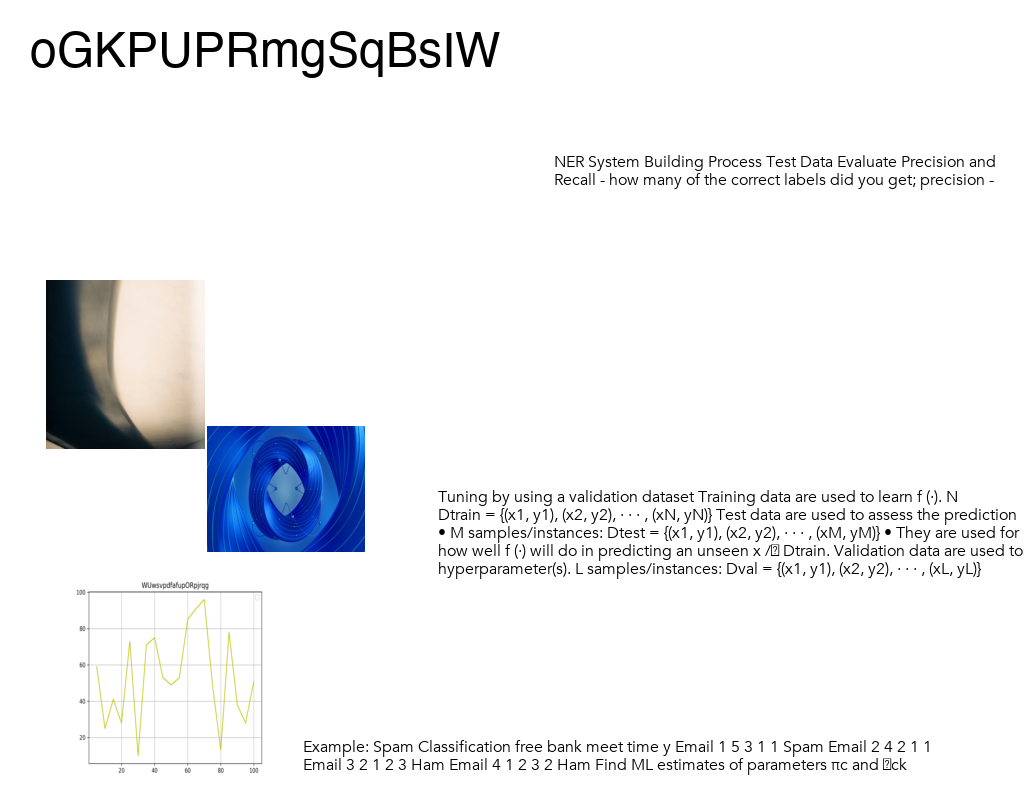 oGKPUPRmgSqBsIW
NER System Building Process Test Data Evaluate Precision and
Recall - how many of the correct labels did you get; precision -
Tuning by using a validation dataset Training data are used to learn f (·). N
Dtrain = {(x1, y1), (x2, y2), · · · , (xN, yN)} Test data are used to assess the prediction
• M samples/instances: Dtest = {(x1, y1), (x2, y2), · · · , (xM, yM)} • They are used for
how well f (·) will do in predicting an unseen x / Dtrain. Validation data are used to
hyperparameter(s). L samples/instances: Dval = {(x1, y1), (x2, y2), · · · , (xL, yL)}
WUwsvpdfafupORpjrqg
100
80
60
40
20
20 40 60 80 100
Example: Spam Classification free bank meet time y Email 1 5 3 1 1 Spam Email 2 4 2 1 1
Email 3 2 1 2 3 Ham Email 4 1 2 3 2 Ham Find ML estimates of parameters πc and ck